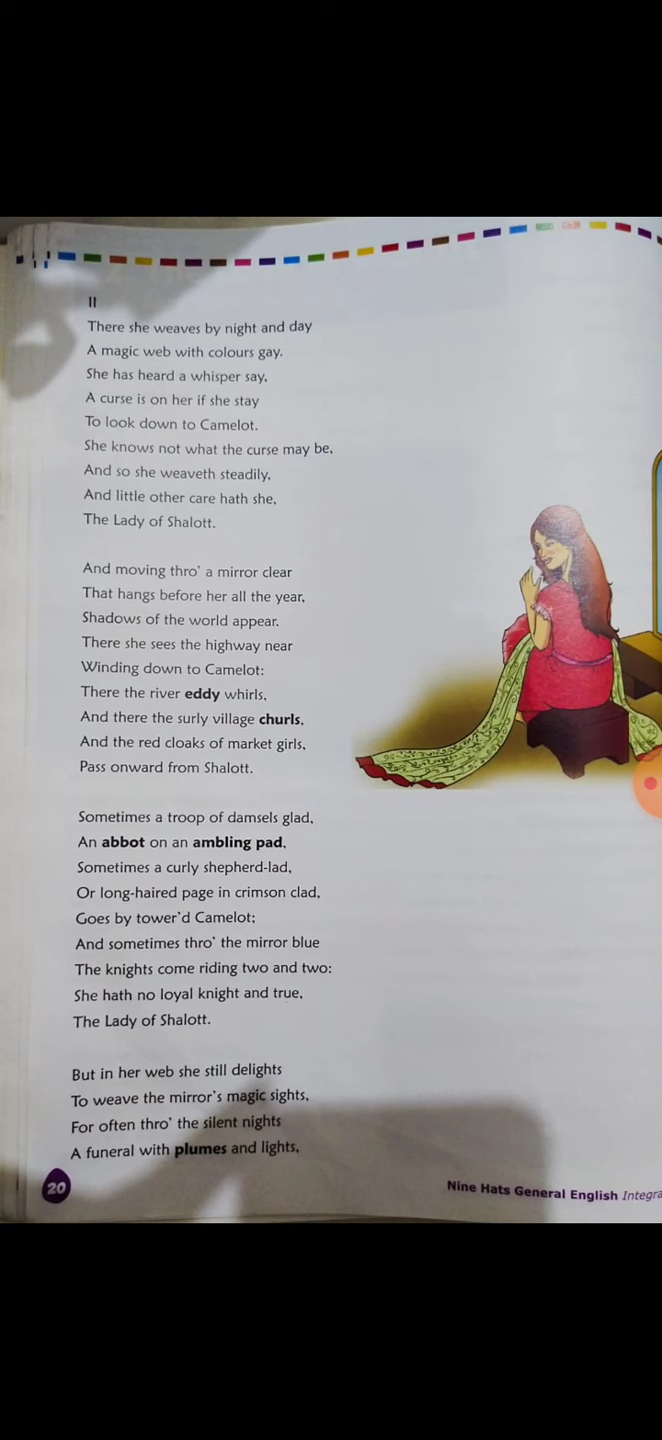 II
There she weaves by night and day
A magic web with colours gay.
She has heard a whisper say,
A curse is on her if she stay
To look down to Camelot.
She knows not what the curse may be,
And so she weaveth steadily,
And little other care hath she,
The Lady of Shalott.
And moving thro' a mirror clear
That hangs before her all the year,
Shadows of the world appear.
There she sees the highway near
Winding down to Camelot:
There the river eddy whirls,
And there the surly village churls,
And the red cloaks of market girls,
Pass onward from Shalott.
Sometimes a troop of damsels glad,
An abbot on an ambling pad,
Sometimes a curly shepherd-lad,
Or long-haired page in crimson clad,
Goes by tower'd Camelot;
And sometimes thro' the mirror blue
The knights come riding two and two:
She hath no loyal knight and true,
The Lady of Shalott.
But in her web she still delights
To weave the mirror's magic sights,
For often thro' the silent nights
A funeral with plumes and lights,
20
Nine Hats General English Integra